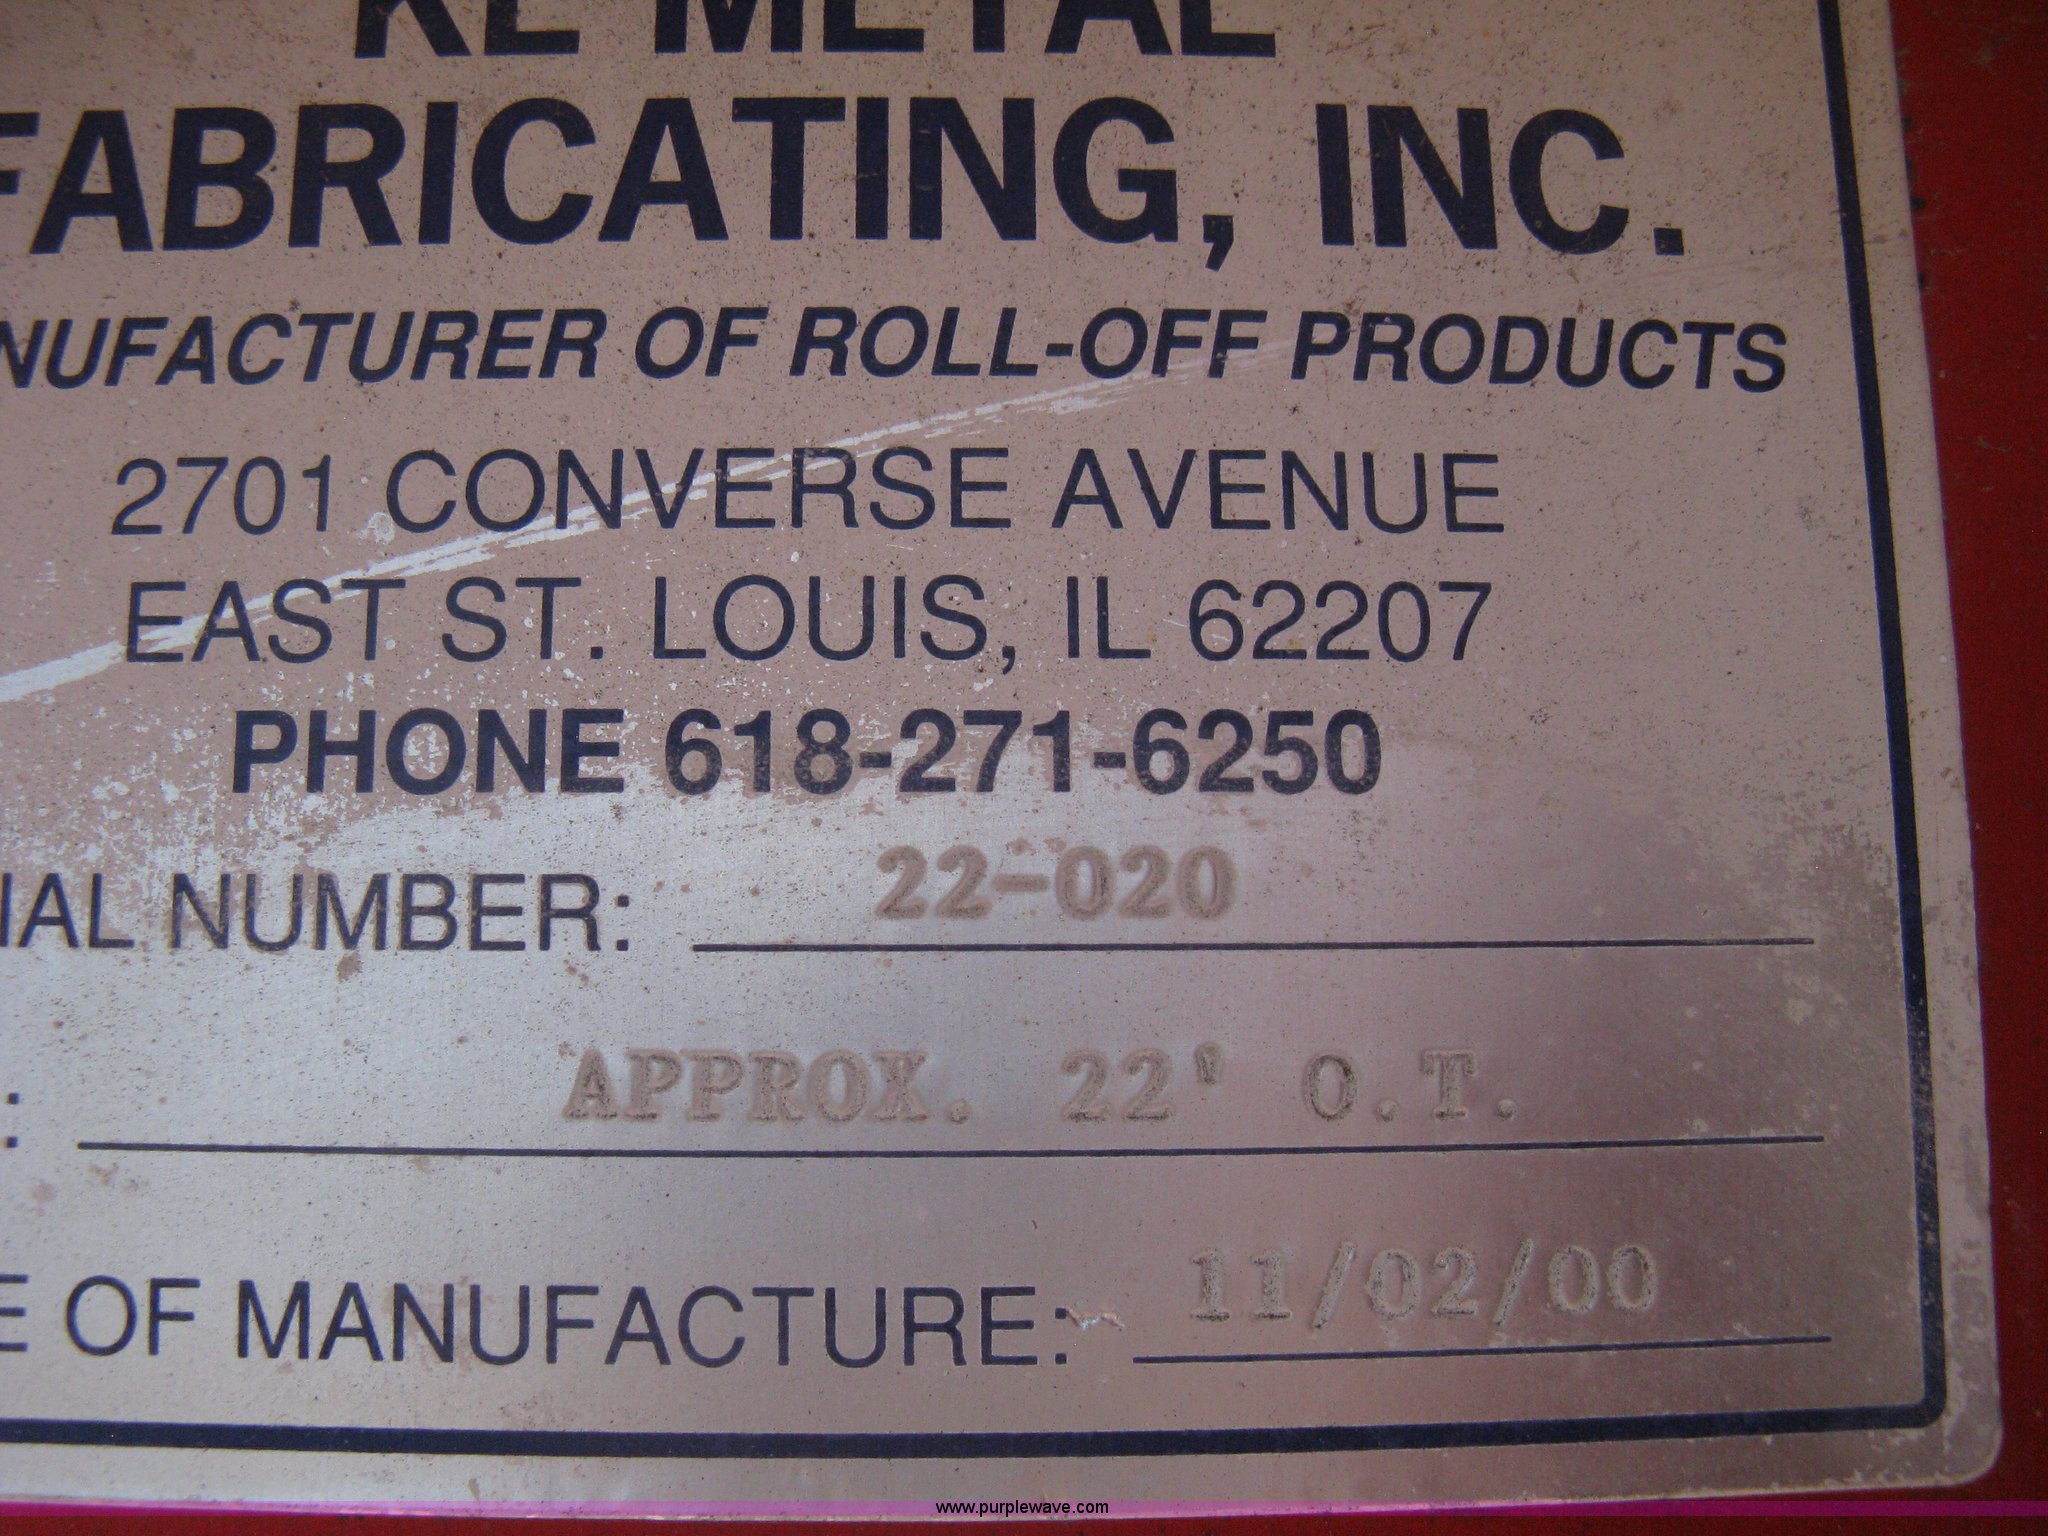 METAL
FABRICATING, INC.
NUFACTURER OF ROLL-OFF PRODUCTS
2701 CONVERSE AVENUE
EAST ST. LOUIS, IL 62207
PHONE 618-271-6250
IAL NUMBER: 22-020
: APPROX. 22' O.T.
E OF MANUFACTURE: 11/02/00
www.purplewave.com